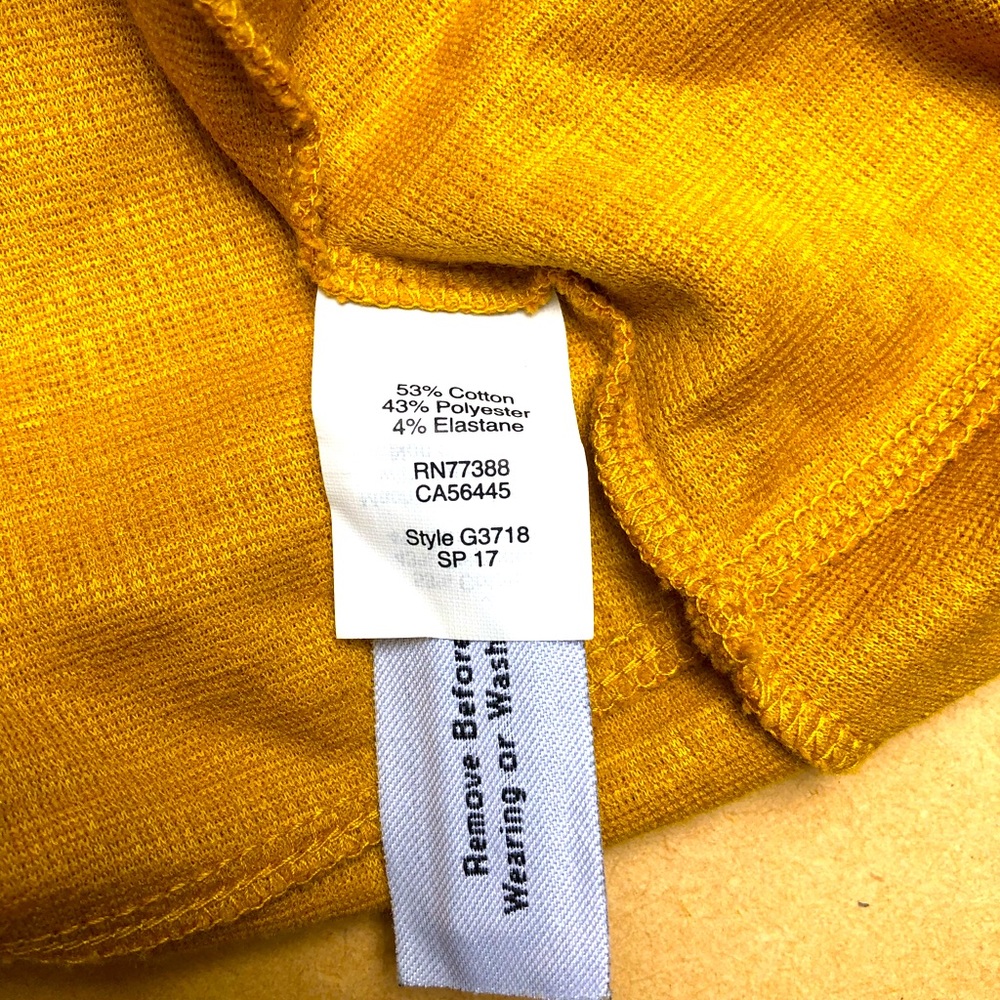 53% Cotton
43% Polyester
4% Elastane
RN77388
CA56445
Style G3718
SP 17
Remove Before
Wearing or Wash